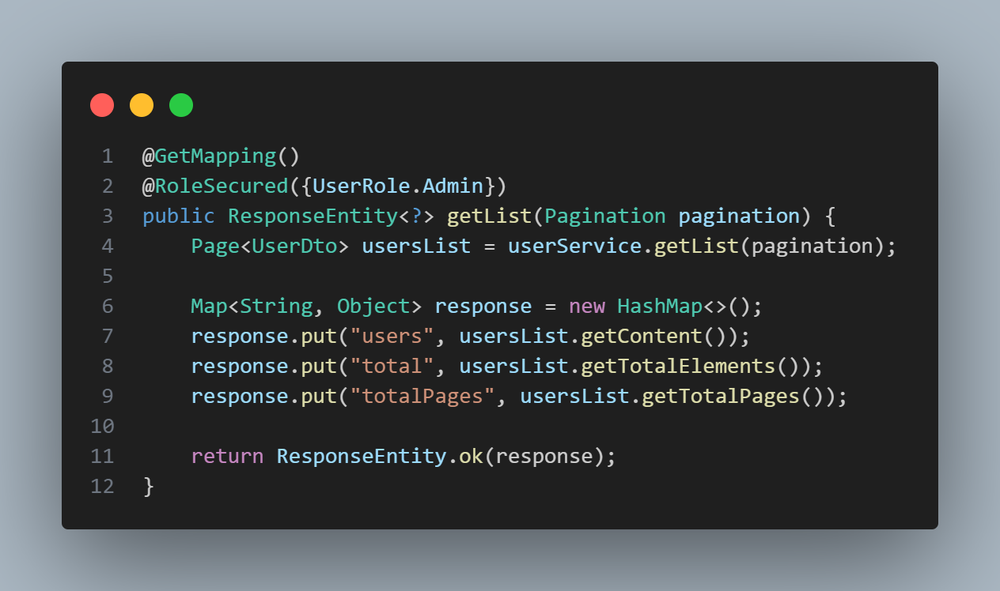 1 @GetMapping()
2 @RoleSecured({UserRole.Admin})
3 public ResponseEntity<?> getList(Pagination pagination) {
4     Page<UserDto> usersList = userService.getList(pagination);
5
6     Map<String, Object> response = new HashMap<>();
7     response.put("users", usersList.getContent());
8     response.put("total", usersList.getTotalElements());
9     response.put("totalPages", usersList.getTotalPages());
10
11     return ResponseEntity.ok(response);
12 }